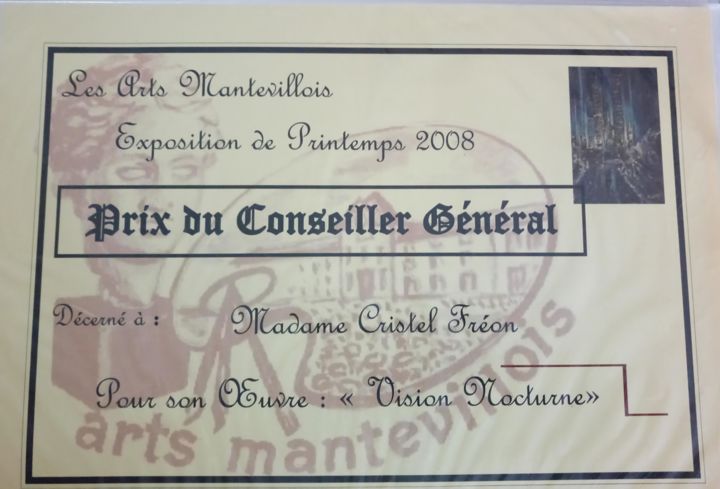 Les Arts Mantevillois
Exposition de Printemps 2008
Prix du Conseiller Général
Décerné à : Madame Cristel Fréon
Pour son Œuvre : « Vision Nocturne»
arts mantevillois